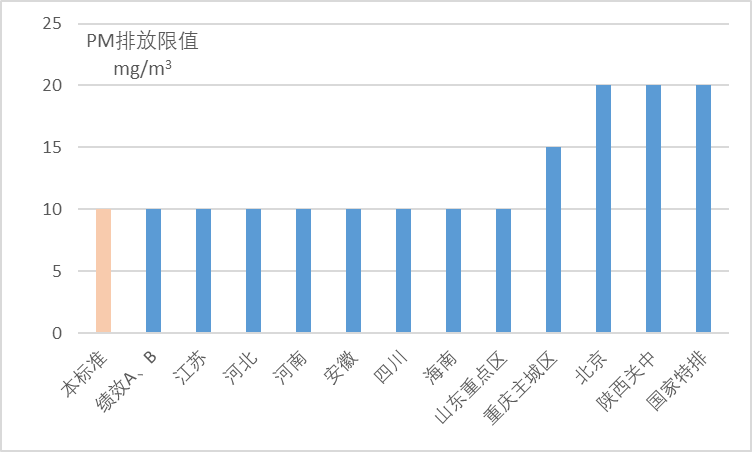 25
PM排放限值
mg/m³
20
15
10
5
0
本标准
绩效A、B
江苏
河北
河南
安徽
四川
海南
山东重点区
重庆主城区
北京
陕西关中
国家特排